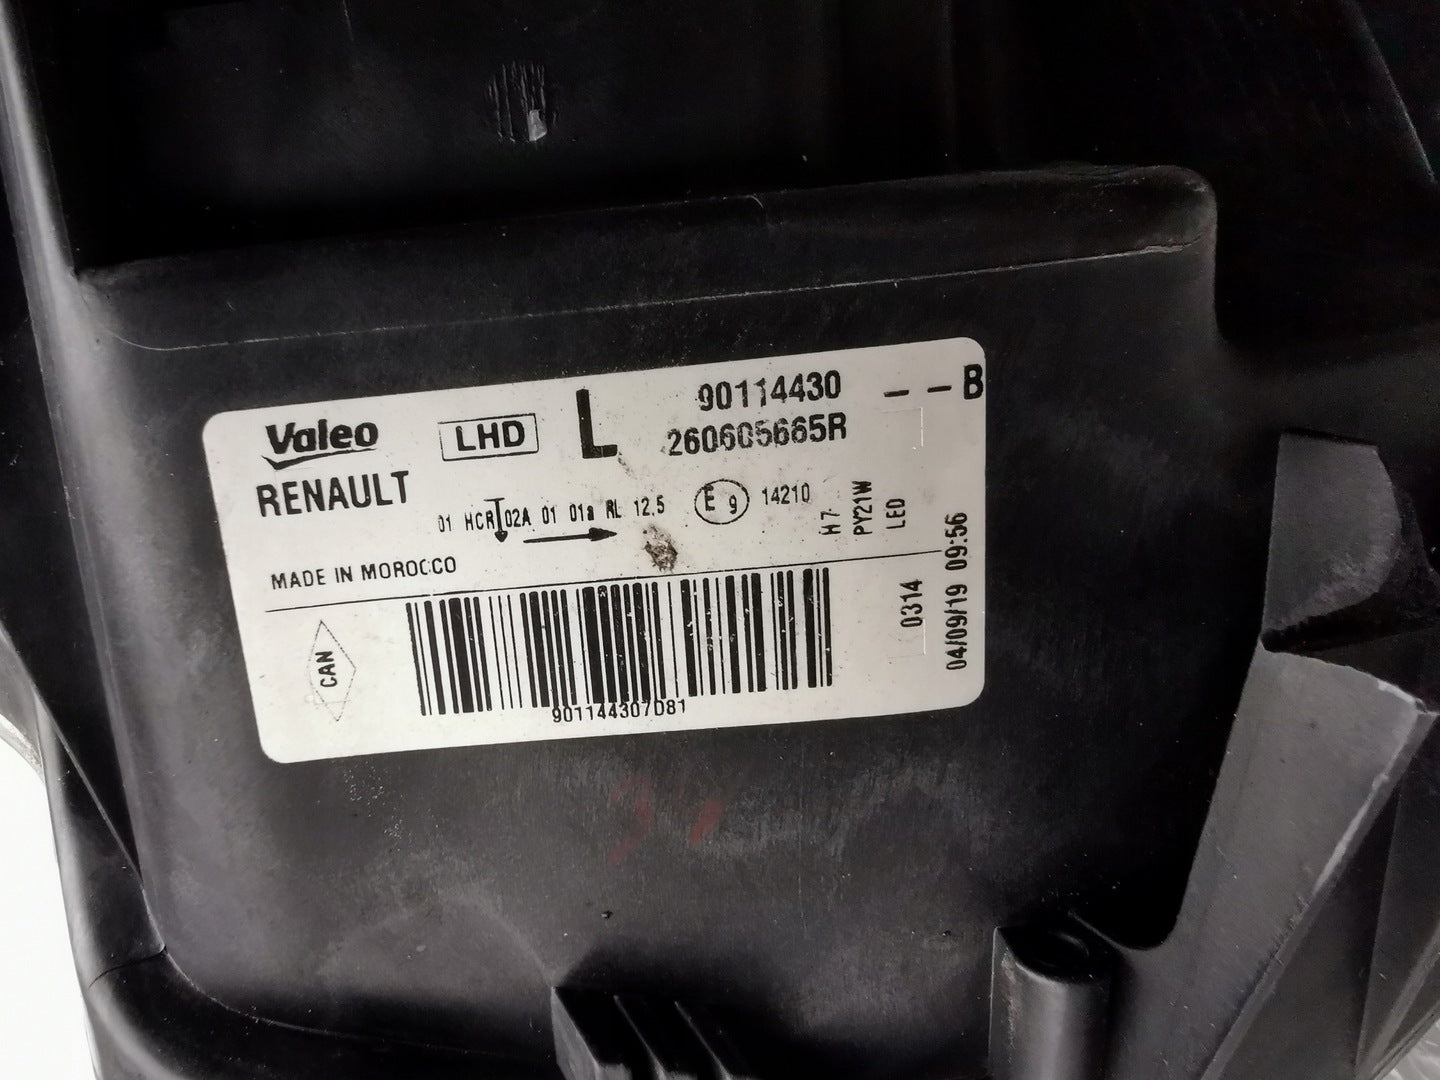 Valeo LHD L 90114430 - - B
RENAULT 260605665R
01 HCR 02A 01 01a RL 12.5 E 9 14210
H7
PY21W
LED
MADE IN MOROCCO
CAN
0314
04/09/19 09:56
901144307D81